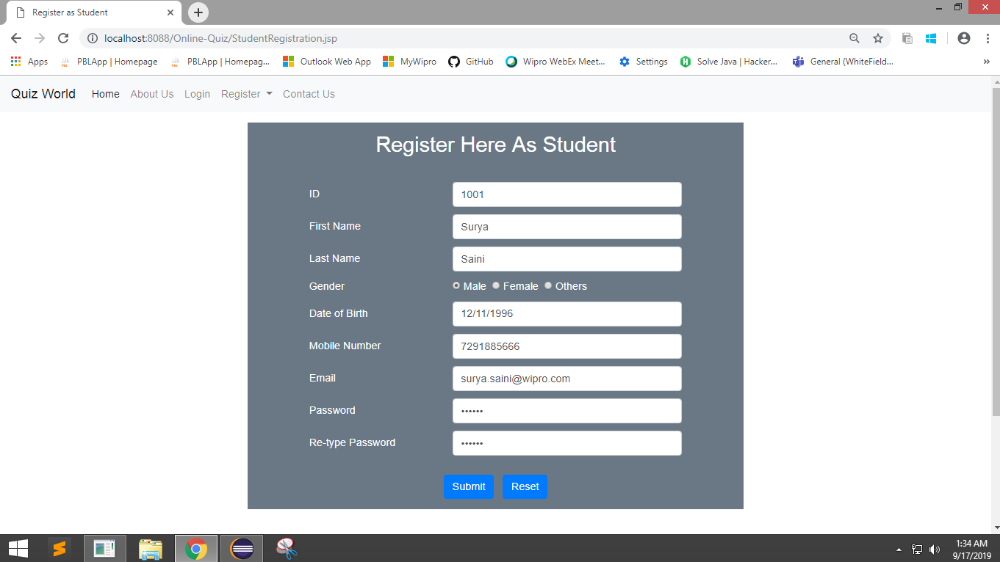 Register as Student
localhost:8088/Online-Quiz/StudentRegistration.jsp
Apps PBLApp | Homepage PBLApp | Homepag... Outlook Web App MyWipro GitHub Wipro WebEx Meet... Settings Solve Java | Hacker... General (WhiteField... »
Quiz World Home About Us Login Register Contact Us
Register Here As Student
ID 1001
First Name Surya
Last Name Saini
Gender Male Female Others
Date of Birth 12/11/1996
Mobile Number 7291885666
Email surya.saini@wipro.com
Password ••••••
Re-type Password ••••••
Submit Reset
1:34 AM
9/17/2019